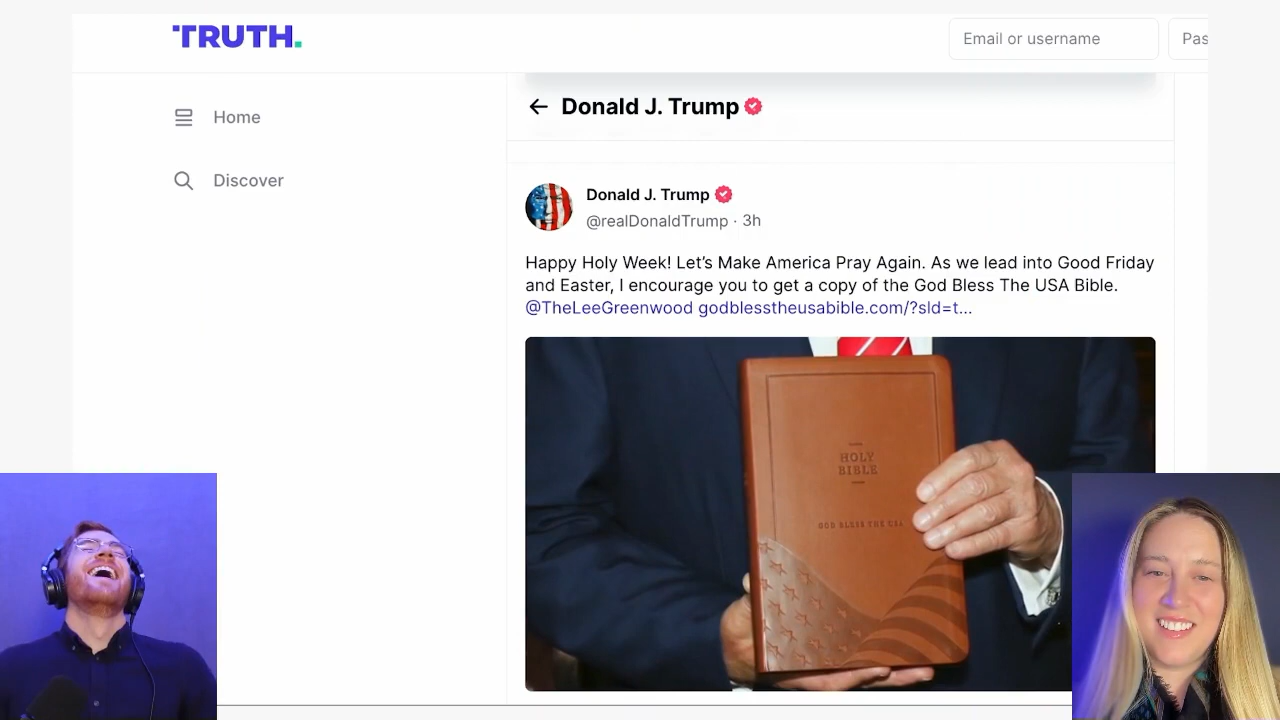 TRUTH.
Email or username
Pas
Home
Discover
Donald J. Trump
Donald J. Trump
@realDonaldTrump · 3h
Happy Holy Week! Let’s Make America Pray Again. As we lead into Good Friday
and Easter, I encourage you to get a copy of the God Bless The USA Bible.
@TheLeeGreenwood godblesstheusabible.com/?sld=t…
HOLY
BIBLE
GOD BLESS THE USA